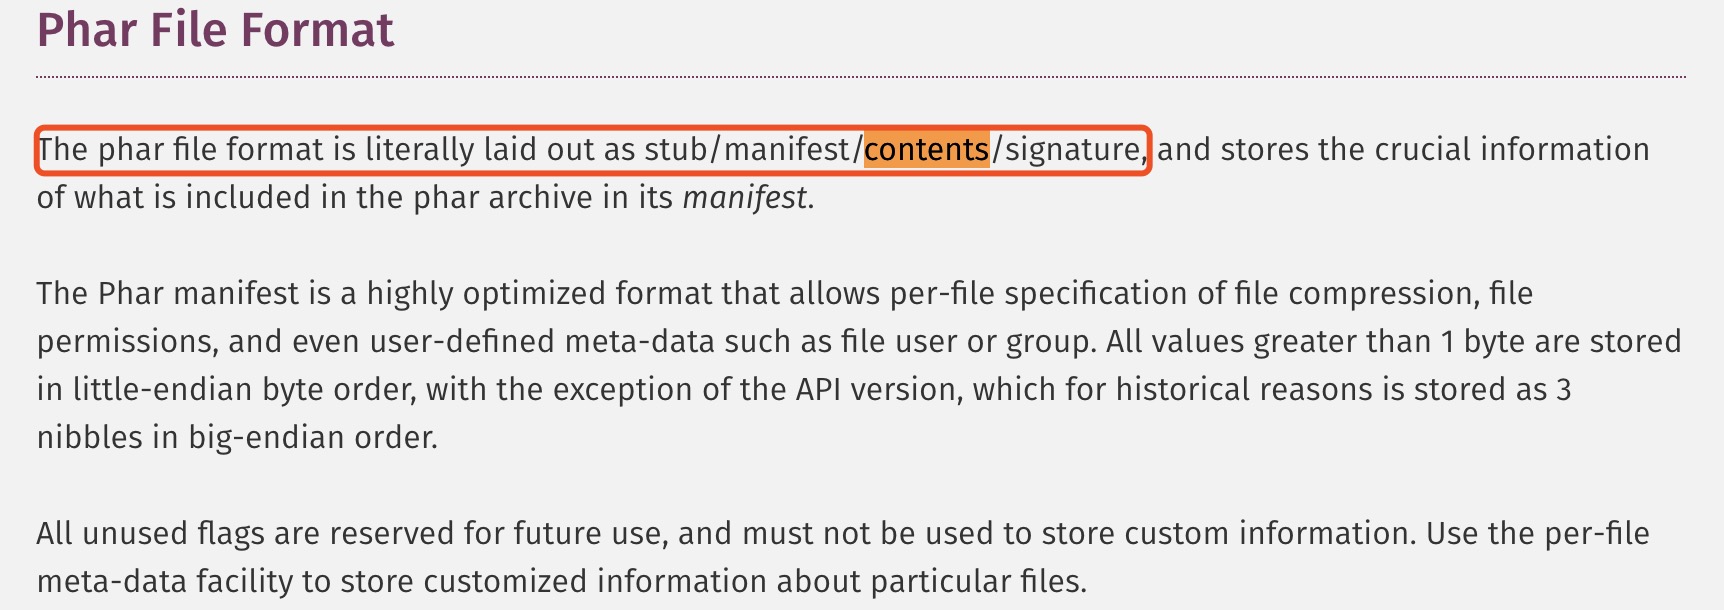 Phar File Format
The phar file format is literally laid out as stub/manifest/contents/signature, and stores the crucial information
of what is included in the phar archive in its manifest.
The Phar manifest is a highly optimized format that allows per-file specification of file compression, file
permissions, and even user-defined meta-data such as file user or group. All values greater than 1 byte are stored
in little-endian byte order, with the exception of the API version, which for historical reasons is stored as 3
nibbles in big-endian order.
All unused flags are reserved for future use, and must not be used to store custom information. Use the per-file
meta-data facility to store customized information about particular files.